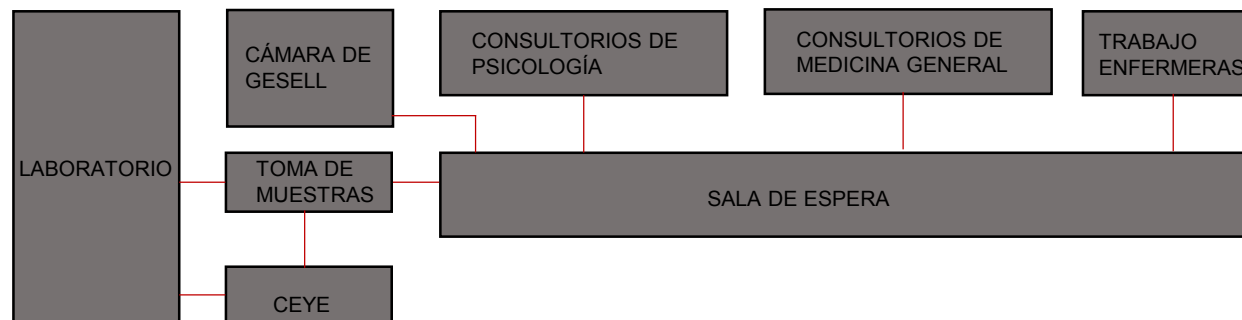 CÁMARA DE
GESELL
CONSULTORIOS DE
PSICOLOGÍA
CONSULTORIOS DE
MEDICINA GENERAL
TRABAJO
ENFERMERAS
LABORATORIO
TOMA DE
MUESTRAS
SALA DE ESPERA
CEYE